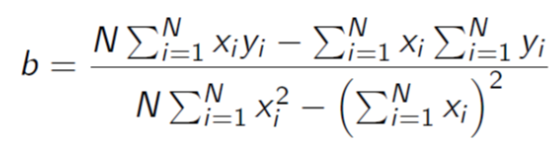 b = \frac{N \sum_{i=1}^{N} x_i y_i - \sum_{i=1}^{N} x_i \sum_{i=1}^{N} y_i}{N \sum_{i=1}^{N} x_i^2 - \left( \sum_{i=1}^{N} x_i \right)^2}